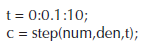 t = 0:0.1:10;
c = step(num,den,t);